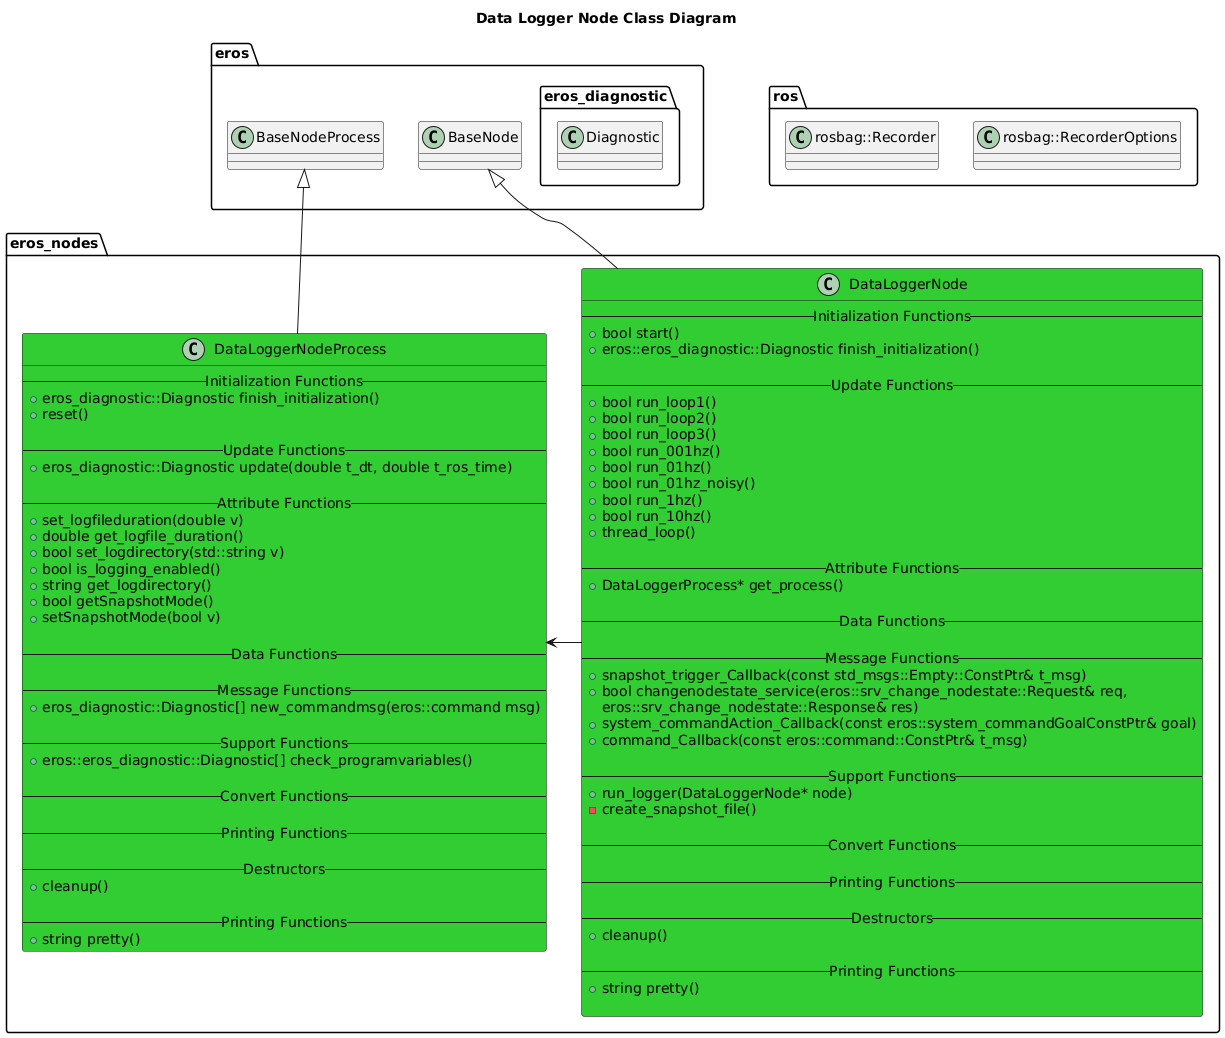 Data Logger Node Class Diagram
eros
eros_diagnostic
C BaseNodeProcess
C BaseNode
C Diagnostic
ros
C rosbag::Recorder
C rosbag::RecorderOptions
eros_nodes
C DataLoggerNodeProcess
Initialization Functions
eros_diagnostic::Diagnostic finish_initialization()
reset()
Update Functions
eros_diagnostic::Diagnostic update(double t_dt, double t_ros_time)
Attribute Functions
set_logfileduration(double v)
double get_logfile_duration()
bool set_logdirectory(std::string v)
bool is_logging_enabled()
string get_logdirectory()
bool getSnapshotMode()
setSnapshotMode(bool v)
Data Functions
Message Functions
eros_diagnostic::Diagnostic[] new_commandmsg(eros::command msg)
Support Functions
eros::eros_diagnostic::Diagnostic[] check_programvariables()
Convert Functions
Printing Functions
Destructors
cleanup()
Printing Functions
string pretty()
C DataLoggerNode
Initialization Functions
bool start()
eros::eros_diagnostic::Diagnostic finish_initialization()
Update Functions
bool run_loop1()
bool run_loop2()
bool run_loop3()
bool run_001hz()
bool run_01hz()
bool run_01hz_noisy()
bool run_1hz()
bool run_10hz()
thread_loop()
Attribute Functions
DataLoggerProcess* get_process()
Data Functions
Message Functions
snapshot_trigger_Callback(const std_msgs::Empty::ConstPtr& t_msg)
bool changenodestate_service(eros::srv_change_nodestate::Request& req,
eros::srv_change_nodestate::Response& res)
system_commandAction_Callback(const eros::system_commandGoalConstPtr& goal)
command_Callback(const eros::command::ConstPtr& t_msg)
Support Functions
run_logger(DataLoggerNode* node)
create_snapshot_file()
Convert Functions
Printing Functions
Destructors
cleanup()
Printing Functions
string pretty()